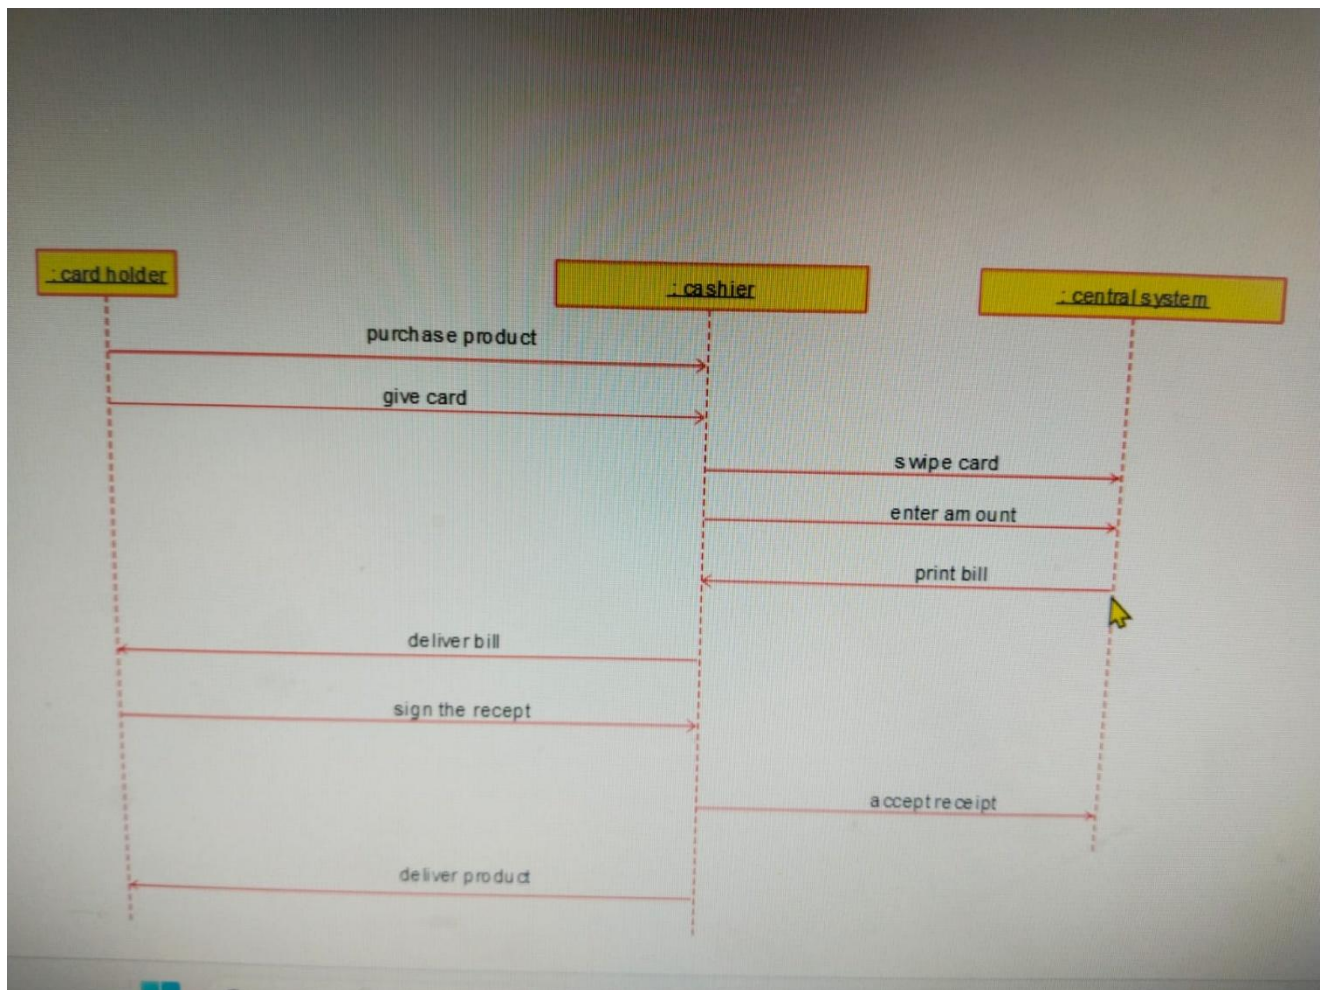 : card holder
: cashier
: central system
purchase product
give card
swipe card
enter amount
print bill
deliver bill
sign the recept
accept receipt
deliver product